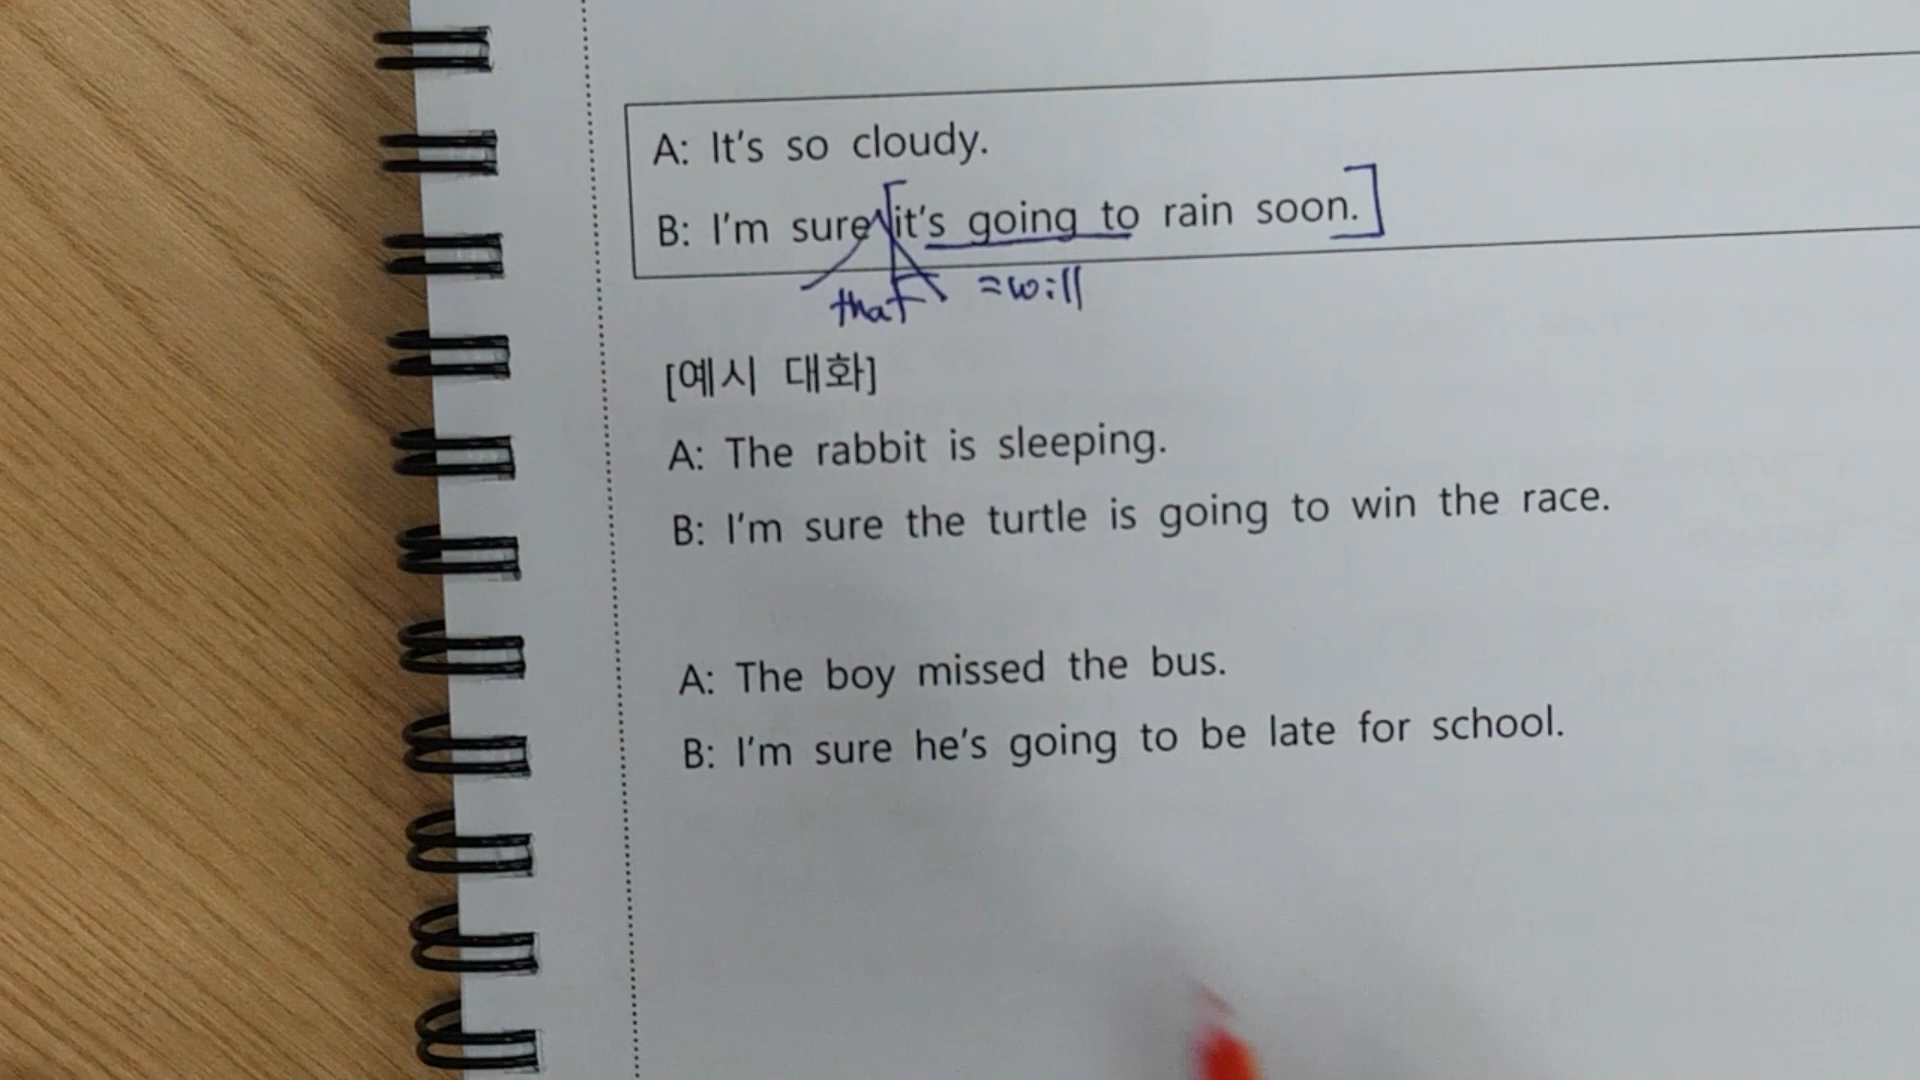 A: It's so cloudy.
B: I'm sure [it's going to rain soon.]
that =will
[예시 대화]
A: The rabbit is sleeping.
B: I'm sure the turtle is going to win the race.
A: The boy missed the bus.
B: I'm sure he's going to be late for school.